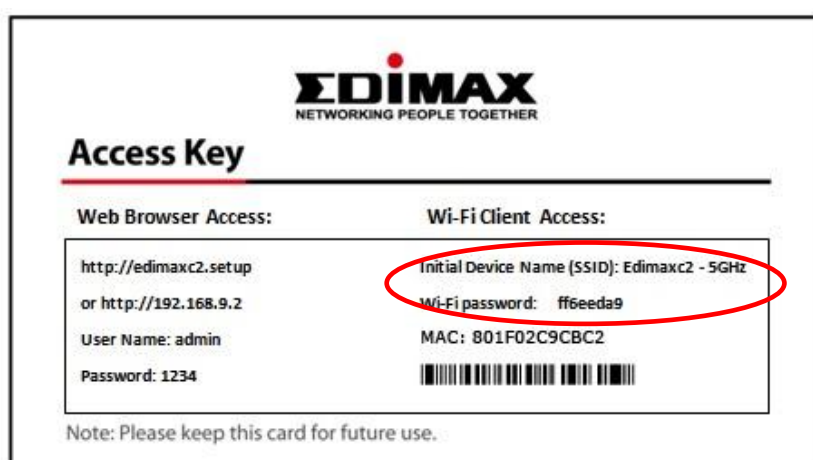 EDIMAX
NETWORKING PEOPLE TOGETHER
Access Key
Web Browser Access:
Wi-Fi Client Access:
http://edimaxc2.setup
Initial Device Name (SSID): Edimaxc2 - 5GHz
or http://192.168.9.2
Wi-Fi password: ff6eeda9
User Name: admin
MAC: 801F02C9CBC2
Password: 1234
Note: Please keep this card for future use.